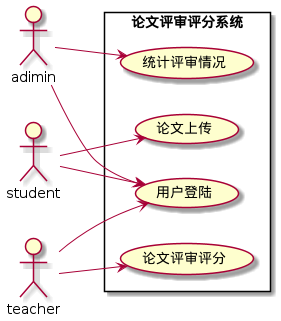 论文评审评分系统
adimin
统计评审情况
论文上传
student
用户登陆
论文评审评分
teacher